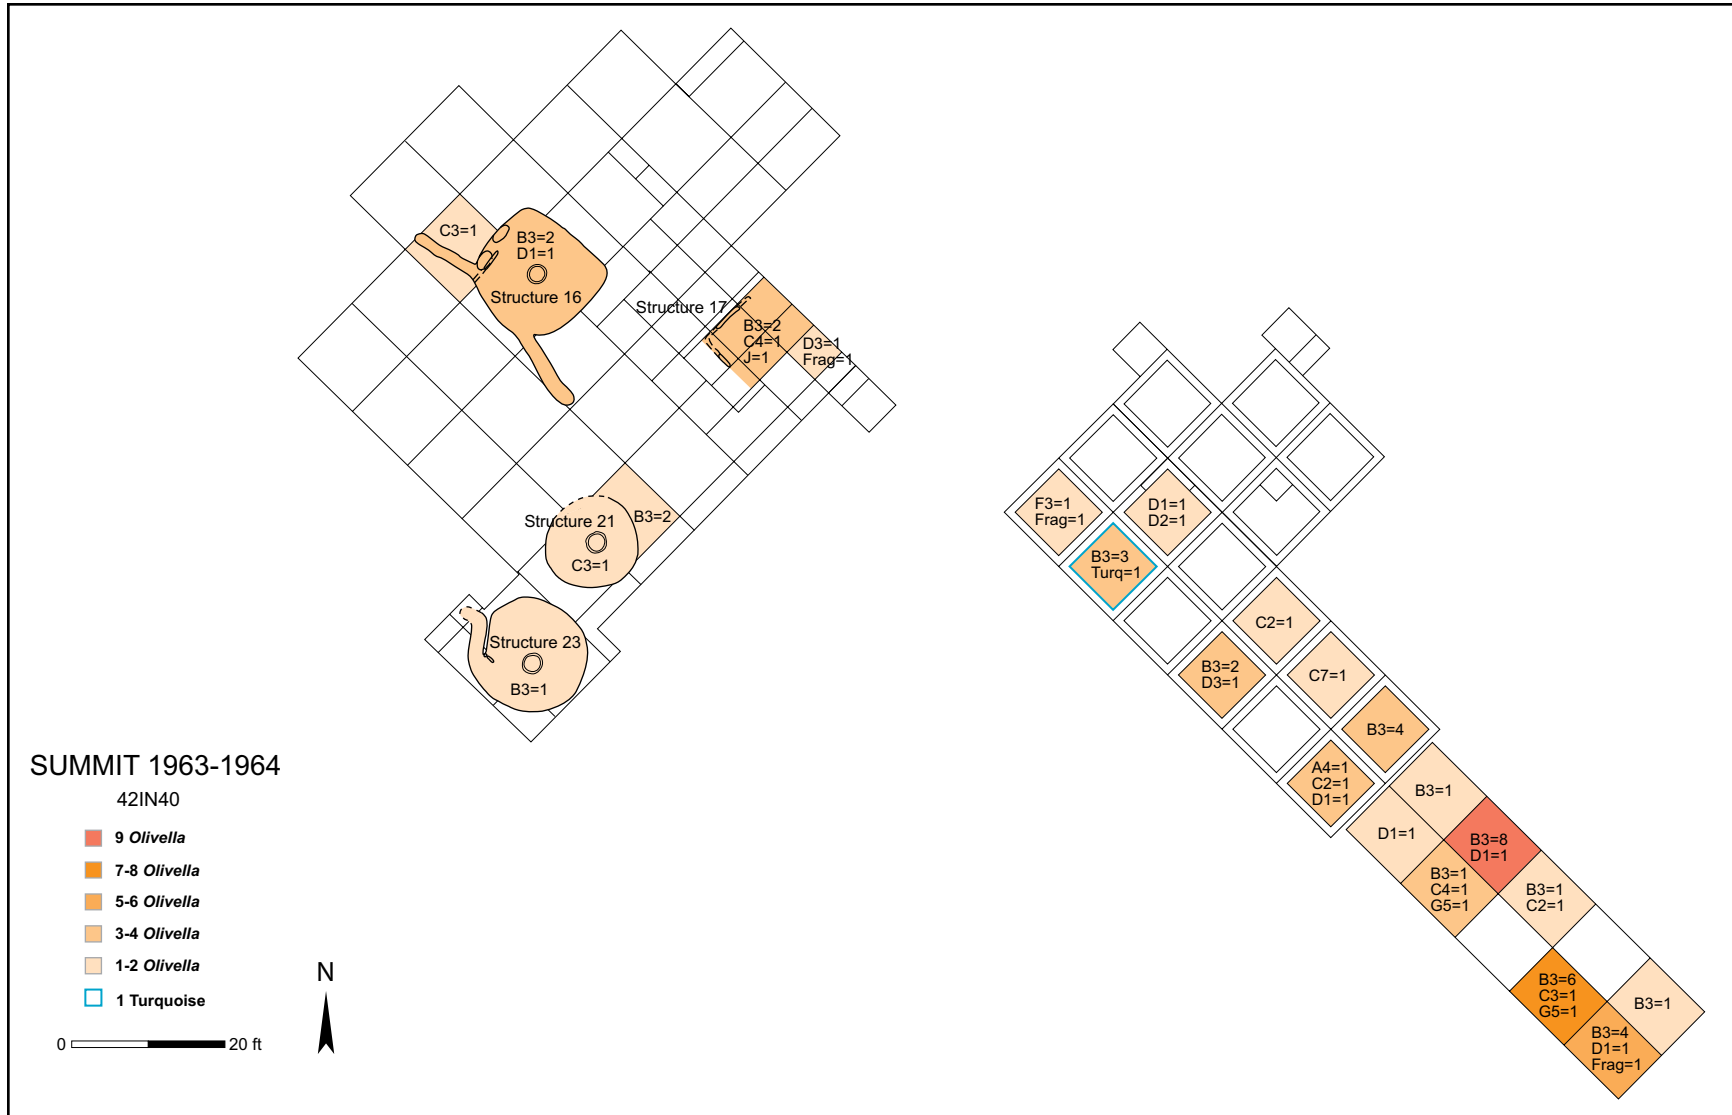 C3=1
B3=2
D1=1
Structure 16
Structure 17
B3=2
C4=1
J=1
D3=1
Frag=1
B3=2
Structure 21
C3=1
Structure 23
B3=1
F3=1
Frag=1
D1=1
D2=1
B3=3
Turq=1
C2=1
B3=2
D3=1
C7=1
B3=4
A4=1
C2=1
D1=1
B3=1
D1=1
B3=8
D1=1
B3=1
C4=1
G5=1
B3=1
C2=1
B3=6
C3=1
G5=1
B3=1
B3=4
D1=1
Frag=1
SUMMIT 1963-1964
42IN40
9 Olivella
7-8 Olivella
5-6 Olivella
3-4 Olivella
1-2 Olivella
1 Turquoise
N
0 20 ft